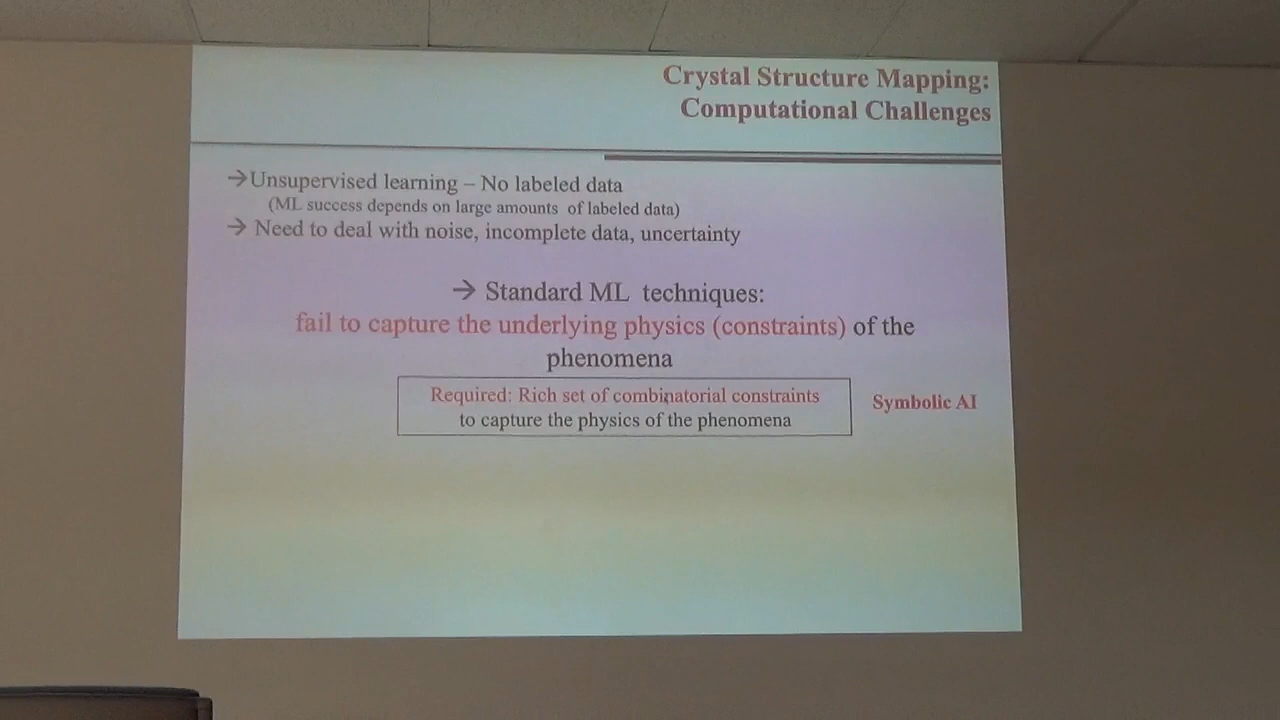 Crystal Structure Mapping:
Computational Challenges
→Unsupervised learning – No labeled data
(ML success depends on large amounts of labeled data)
→ Need to deal with noise, incomplete data, uncertainty
→ Standard ML techniques:
fail to capture the underlying physics (constraints) of the
phenomena
Required: Rich set of combinatorial constraints
to capture the physics of the phenomena
Symbolic AI